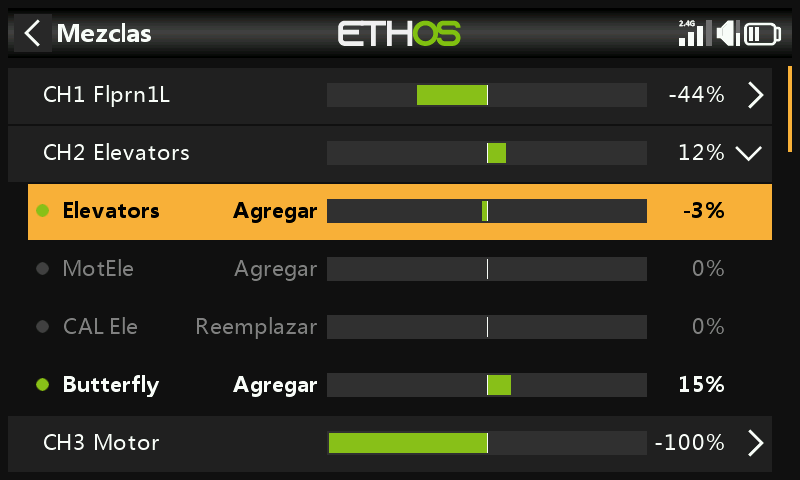 Mezclas ETHOS 2.4G
CH1 Flprn1L -44%
CH2 Elevators 12%
Elevators Agregar -3%
MotEle Agregar 0%
CAL Ele Reemplazar 0%
Butterfly Agregar 15%
CH3 Motor -100%